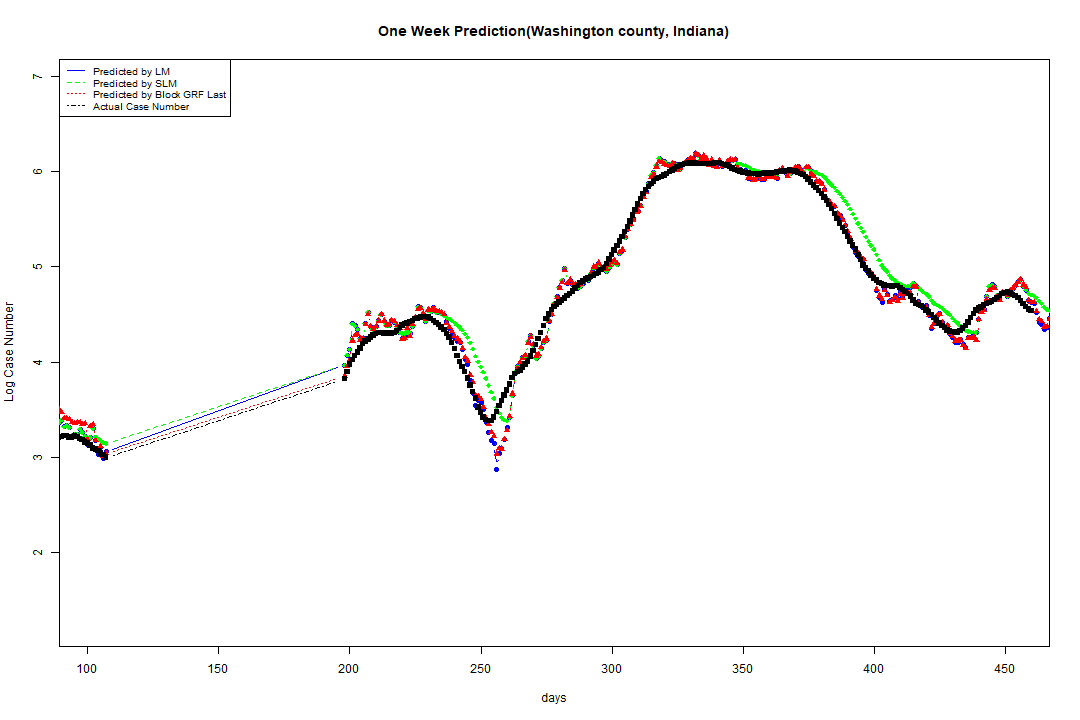 One Week Prediction(Washington county, Indiana)
Predicted by LM
Predicted by SLM
Predicted by Block GRF Last
Actual Case Number
7
6
5
4
3
2
Log Case Number
100 150 200 250 300 350 400 450
days